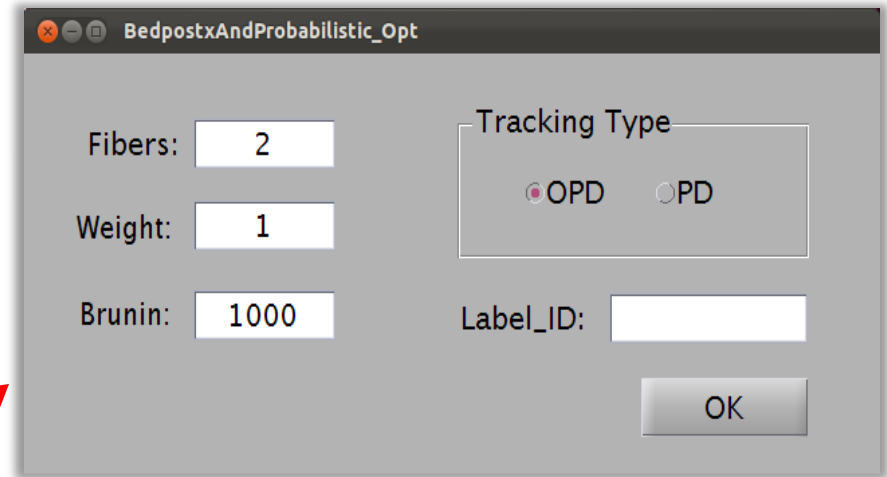 BedpostxAndProbabilistic_Opt
Fibers: 2
Weight: 1
Brunin: 1000
Tracking Type
OPD PD
Label_ID:
OK